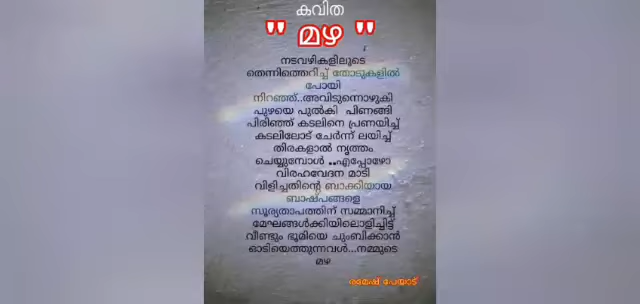 കവിത
" മഴ "
നടവഴികളിലൂടെ
തെന്നിത്തെറിച്ച് തോടുകളിൽ
പോയി
നിറഞ്ഞ്..അവിടുന്നൊഴുകി
പുഴയെ പുൽകി പിണങ്ങി
പിരിഞ്ഞ് കടലിനെ പ്രണയിച്ച്
കടലിലോട് ചേർന്ന് ലയിച്ച്
തിരകളാൽ നൃത്തം
ചെയ്യുമ്പോൾ ..എപ്പോഴോ
വിരഹവേദന മാടി
വിളിച്ചതിന്റെ ബാക്കിയായ
ബാഷ്പങ്ങളെ
സൂര്യതാപത്തിന് സമ്മാനിച്ച്
മേഘങ്ങൾക്കിയിലൊളിച്ചിട്ട്
വീണ്ടും ഭൂമിയെ ചുംബിക്കാൻ
ഓടിയെത്തുന്നവൾ...നമ്മുടെ
മഴ
രമേഷ് പേയാട്